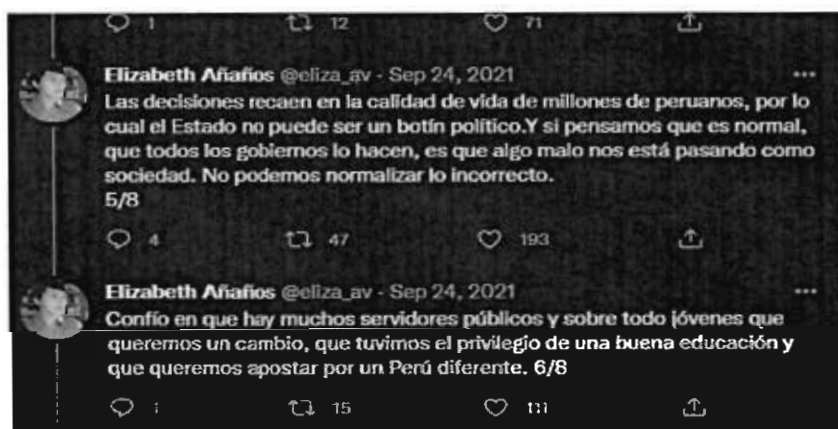 1 12 71
Elizabeth Añaños @eliza_av - Sep 24, 2021
Las decisiones recaen en la calidad de vida de millones de peruanos, por lo
cual el Estado no puede ser un botín político.Y si pensamos que es normal,
que todos los gobiernos lo hacen, es que algo malo nos está pasando como
sociedad. No podemos normalizar lo incorrecto.
5/8
4 47 193
Elizabeth Añaños @eliza_av - Sep 24, 2021
Confío en que hay muchos servidores públicos y sobre todo jóvenes que
queremos un cambio, que tuvimos el privilegio de una buena educación y
que queremos apostar por un Perú diferente. 6/8
1 15 111